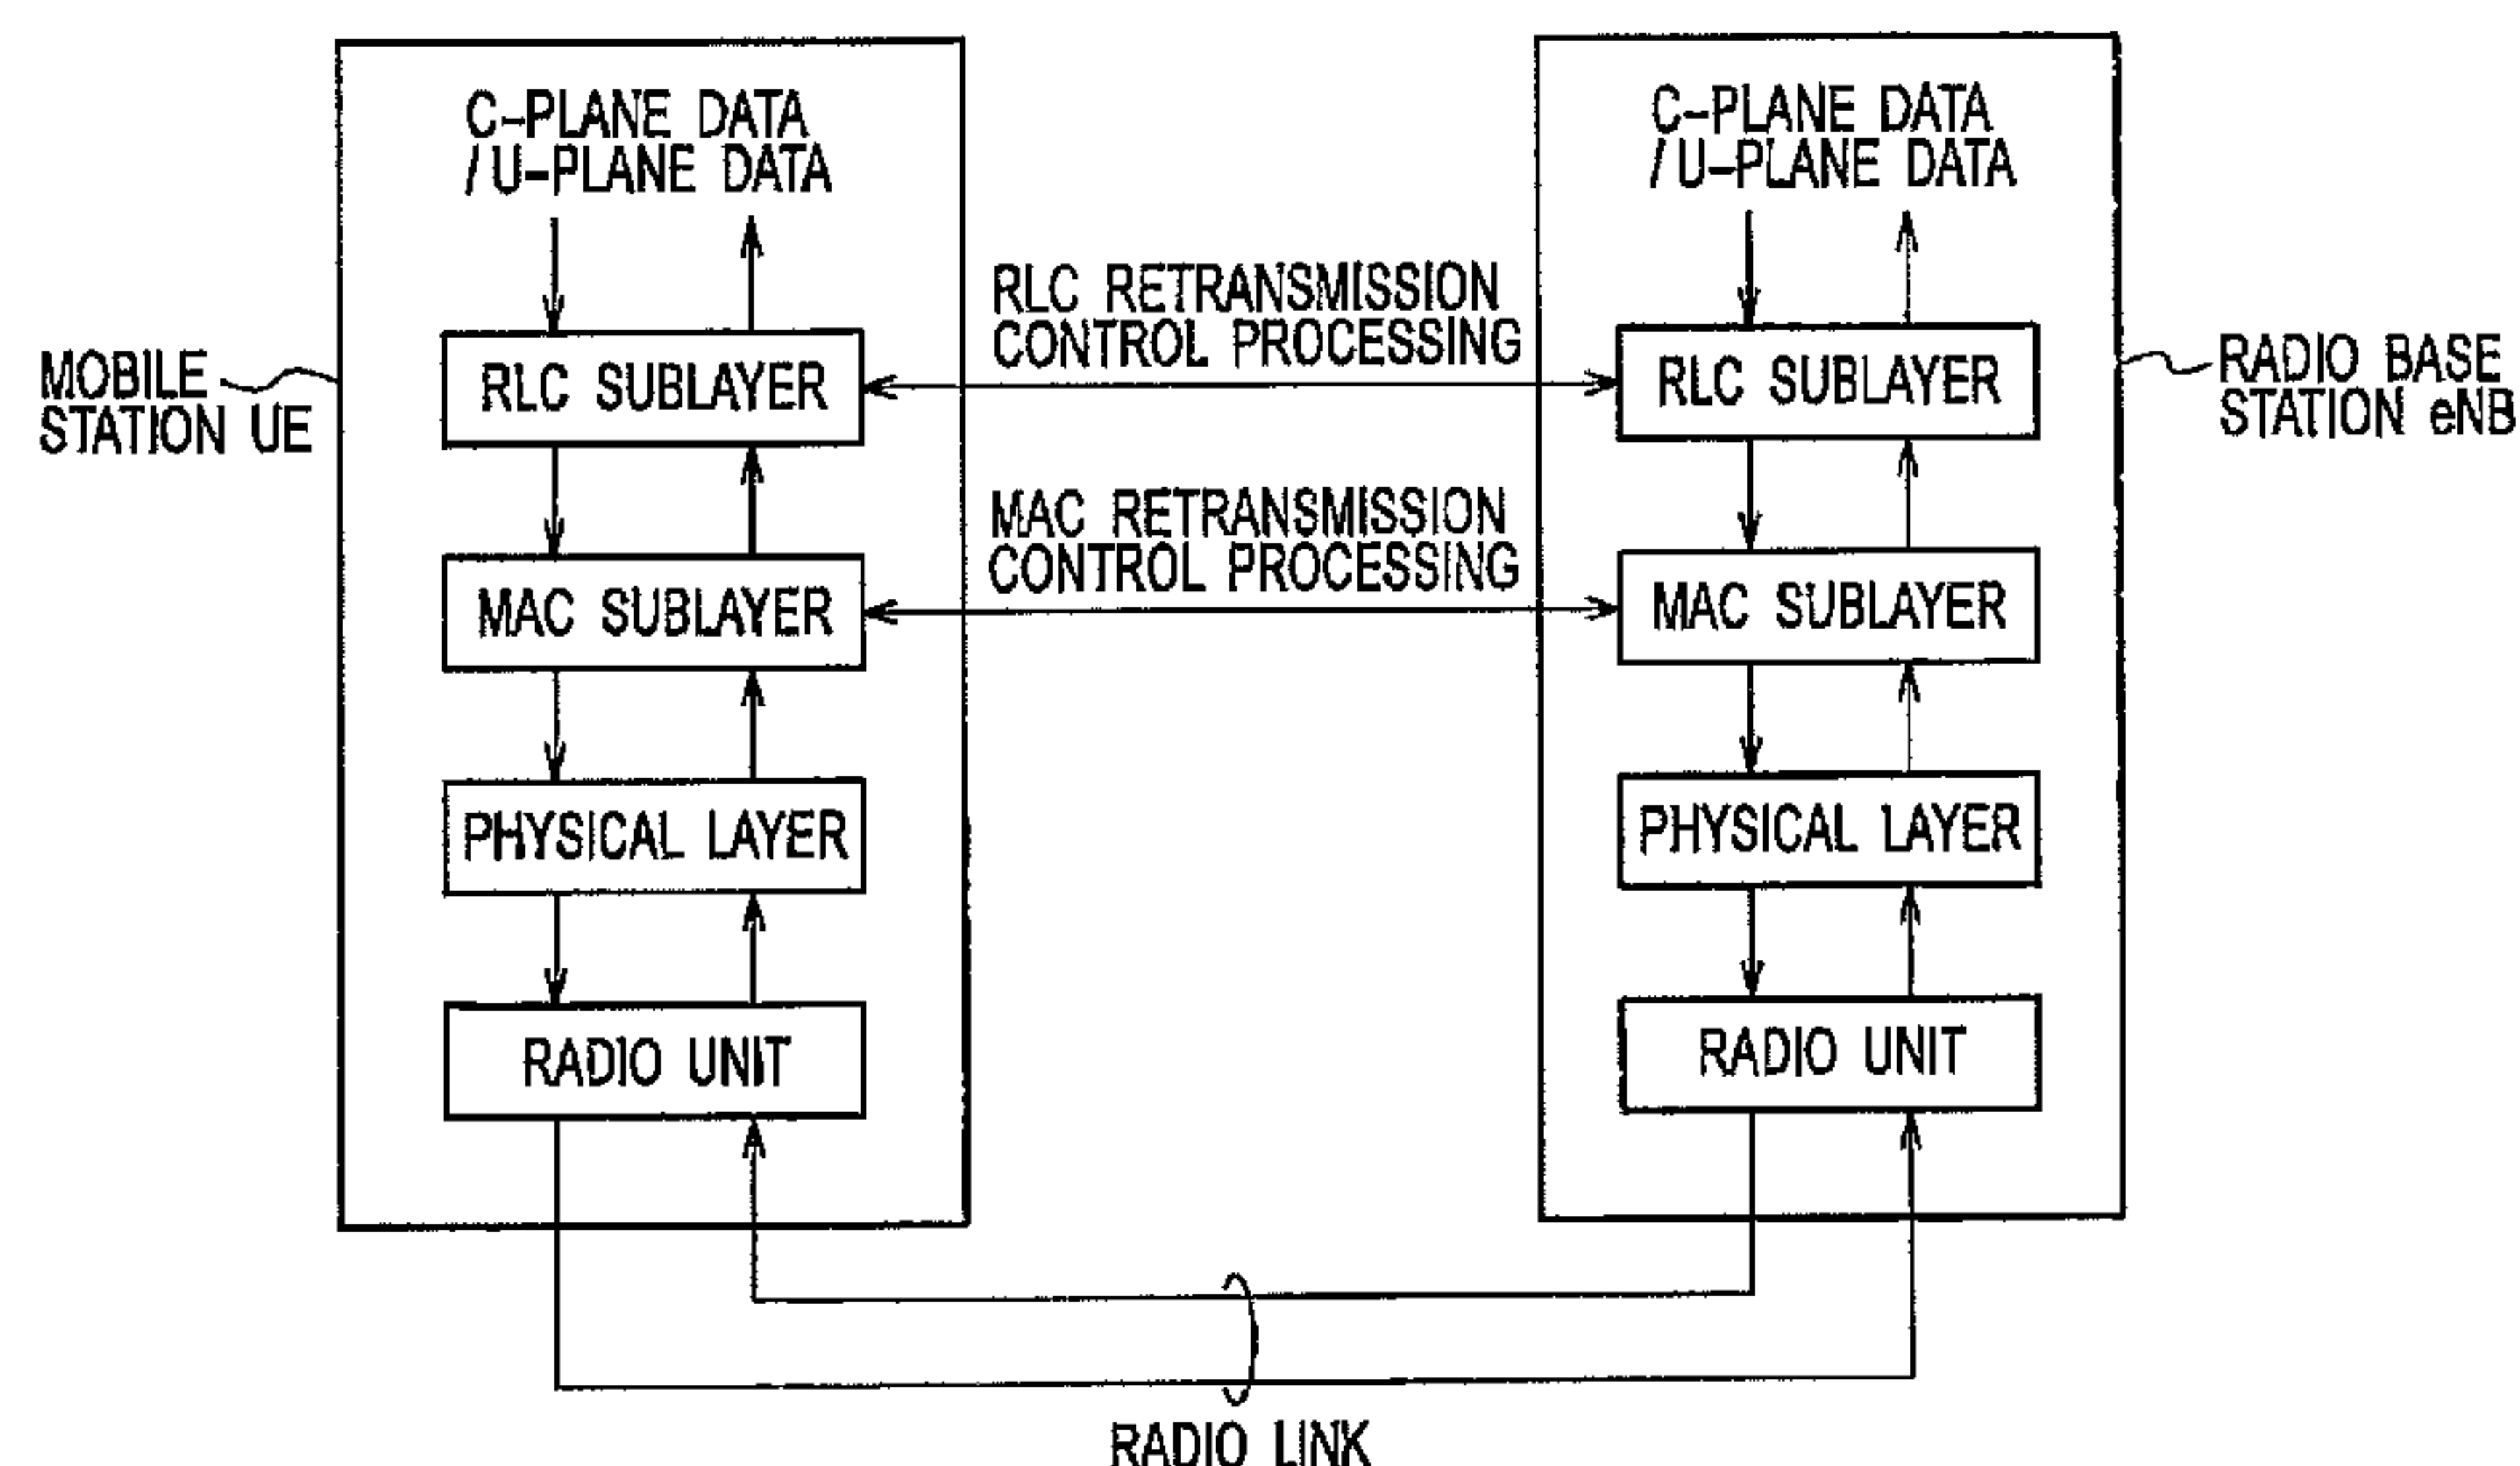 C-PLANE DATA
/U-PLANE DATA
C-PLANE DATA
/U-PLANE DATA
RLC RETRANSMISSION
CONTROL PROCESSING
MOBILE
STATION UE
RLC SUBLAYER
RLC SUBLAYER
RADIO BASE
STATION eNB
MAC RETRANSMISSION
CONTROL PROCESSING
MAC SUBLAYER
MAC SUBLAYER
PHYSICAL LAYER
PHYSICAL LAYER
RADIO UNIT
RADIO UNIT
RADIO LINK